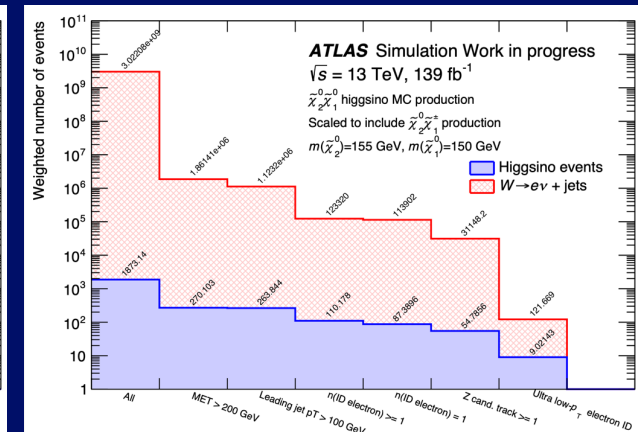 Weighted number of events
10¹¹
10¹⁰
10⁹
10⁸
10⁷
10⁶
10⁵
10⁴
10³
10²
10
1
ATLAS Simulation Work in progress
√s = 13 TeV, 139 fb⁻¹
χ̃⁰₂χ̃⁰₁ higgsino MC production
Scaled to include χ̃⁰₂χ̃±₁ production
m(χ̃⁰₂)=155 GeV, m(χ̃⁰₁)=150 GeV
Higgsino events
W→eν + jets
3.02208e+09
1.86141e+06
1.1232e+06
123320
113902
31148.2
121.669
1873.14
270.103
263.844
110.178
87.3896
54.7856
9.02143
All
MET > 200 GeV
Leading jet pT > 100 GeV
n(ID electron) >= 1
n(ID electron) = 1
Z cand. track >= 1
Ultra low-p_T electron ID